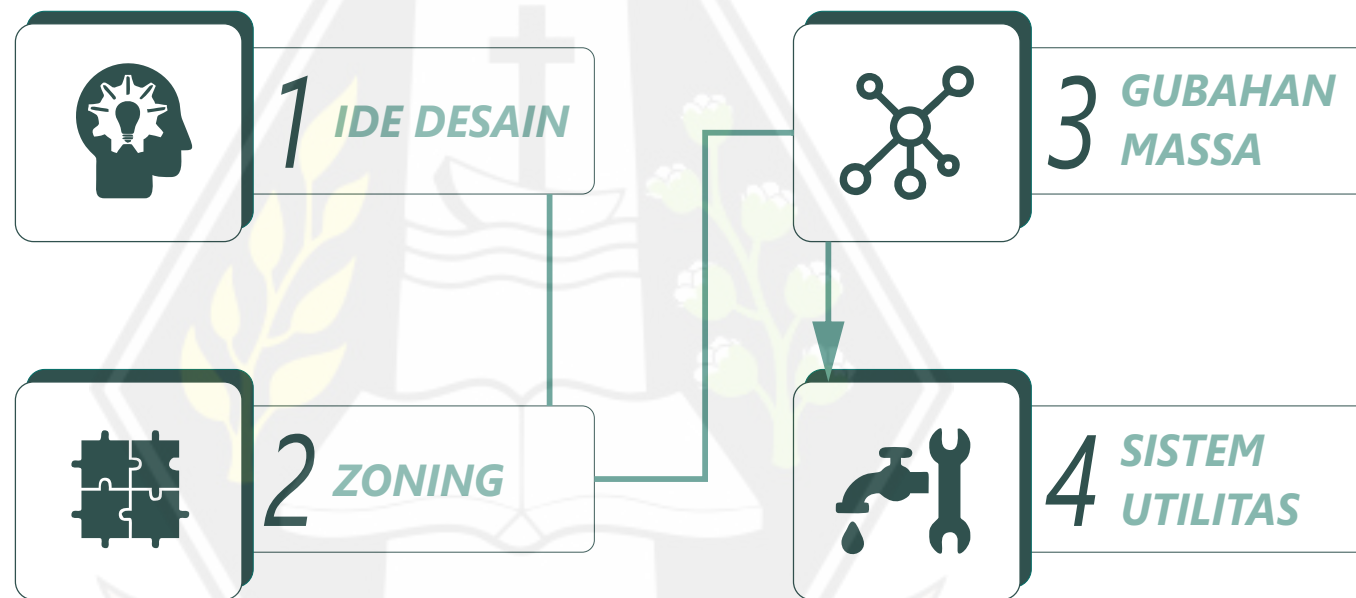 1 IDE DESAIN
2 ZONING
3 GUBAHAN
MASSA
4 SISTEM
UTILITAS